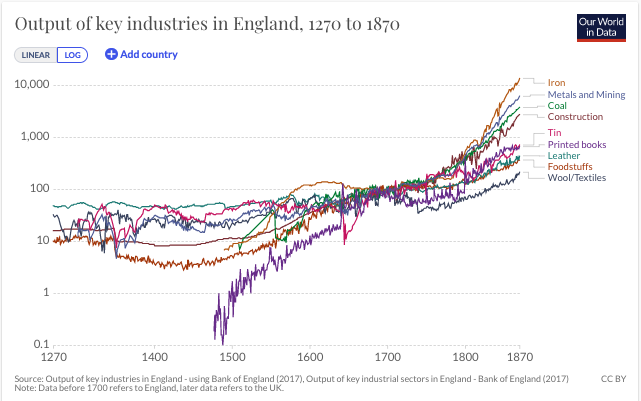 Output of key industries in England, 1270 to 1870
Our World
in Data
LINEAR LOG Add country
10,000
1,000
100
10
1
0.1
1270 1400 1500 1600 1700 1800 1870
Iron
Metals and Mining
Coal
Construction
Tin
Printed books
Leather
Foodstuffs
Wool/Textiles
Source: Output of key industries in England - using Bank of England (2017), Output of key industrial sectors in England - Bank of England (2017)
CC BY
Note: Data before 1700 refers to England, later data refers to the UK.